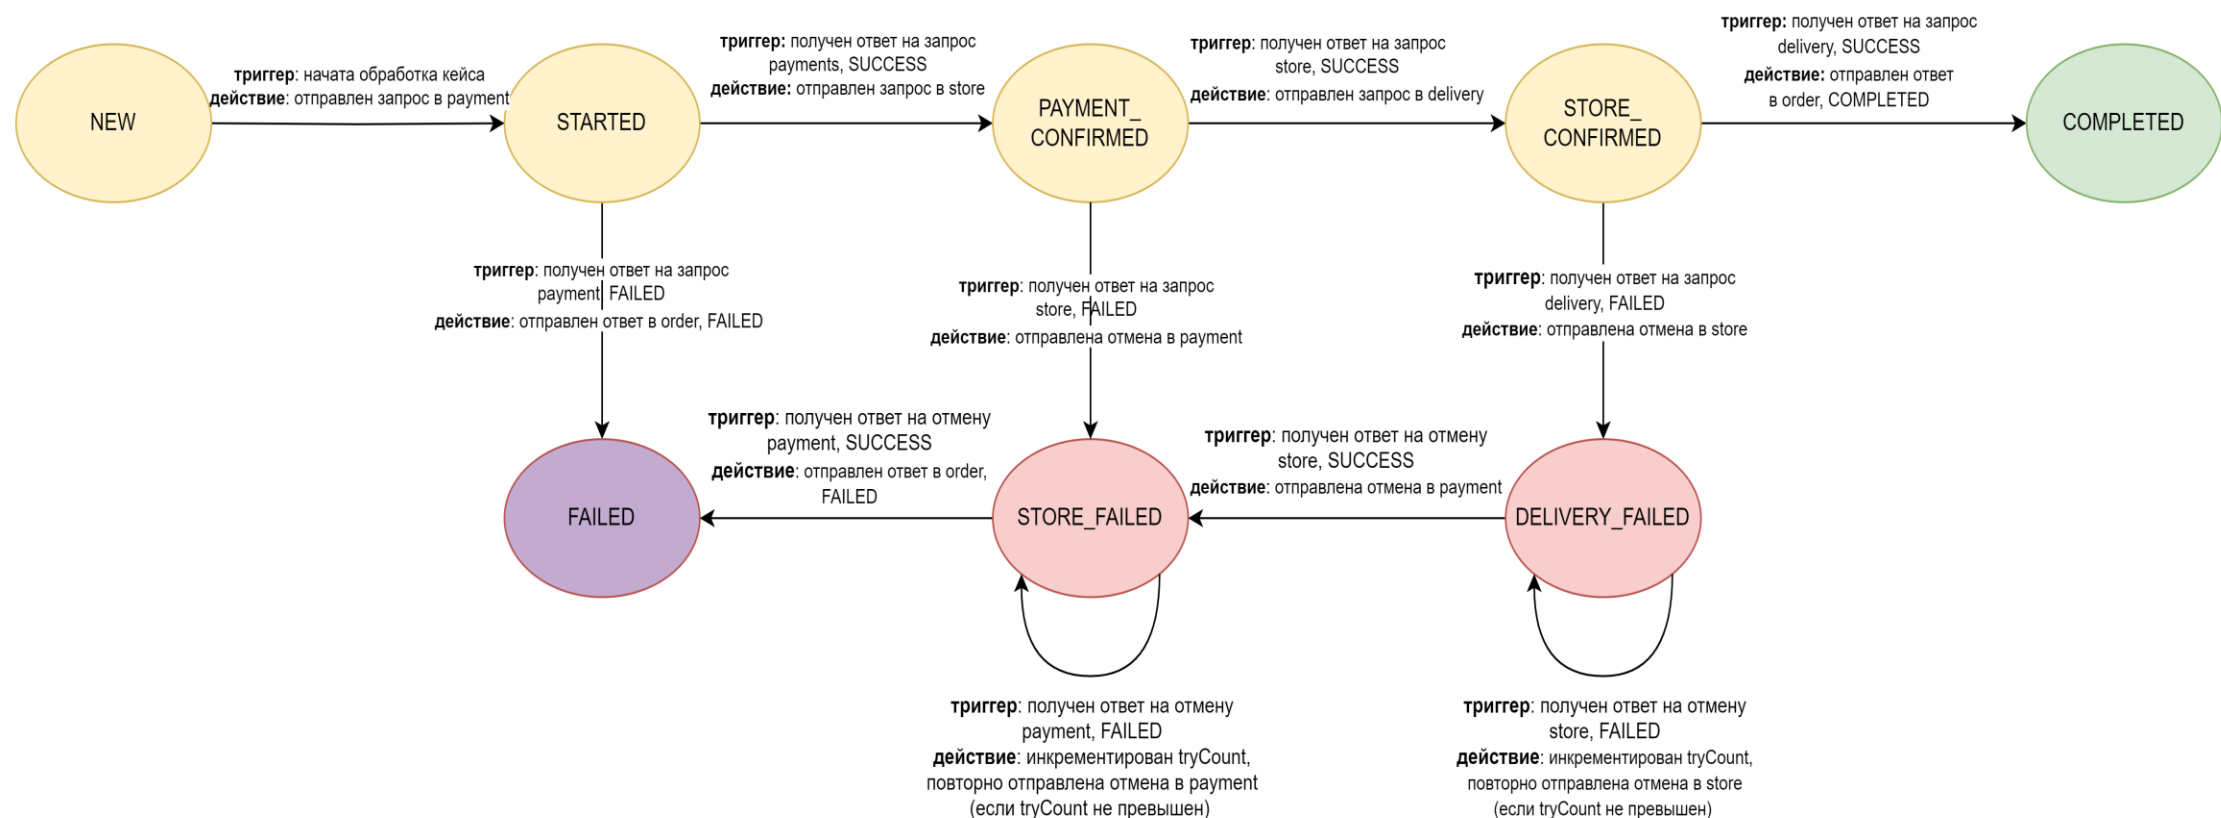 NEW
триггер: начата обработка кейса
действие: отправлен запрос в payment
STARTED
триггер: получен ответ на запрос
payments, SUCCESS
действие: отправлен запрос в store
PAYMENT_
CONFIRMED
триггер: получен ответ на запрос
store, SUCCESS
действие: отправлен запрос в delivery
STORE_
CONFIRMED
триггер: получен ответ на запрос
delivery, SUCCESS
действие: отправлен ответ
в order, COMPLETED
COMPLETED
триггер: получен ответ на запрос
payment, FAILED
действие: отправлен ответ в order, FAILED
триггер: получен ответ на запрос
store, FAILED
действие: отправлена отмена в payment
триггер: получен ответ на запрос
delivery, FAILED
действие: отправлена отмена в store
FAILED
триггер: получен ответ на отмену
payment, SUCCESS
действие: отправлен ответ в order,
FAILED
STORE_FAILED
триггер: получен ответ на отмену
store, SUCCESS
действие: отправлена отмена в payment
DELIVERY_FAILED
триггер: получен ответ на отмену
payment, FAILED
действие: инкрементирован tryCount,
повторно отправлена отмена в payment
(если tryCount не превышен)
триггер: получен ответ на отмену
store, FAILED
действие: инкрементирован tryCount,
повторно отправлена отмена в store
(если tryCount не превышен)